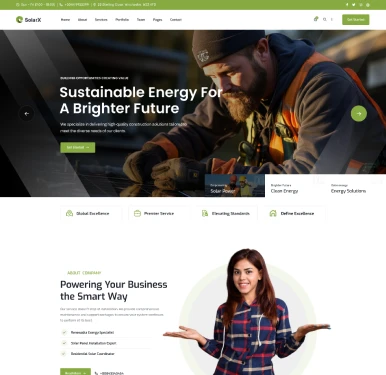 SolarX
Home About Services Portfolio Team Pages Contact
Get Started
BUILDING OPPORTUNITIES CREATING VALUE
Sustainable Energy For
A Brighter Future
We specialize in delivering high-quality construction solutions tailored to
meet the diverse needs of our clients.
Solar Power
Brighter Future
Clean Energy
Energy Solutions
Global Excellence
Premier Service
Elevating Standards
Define Excellence
ABOUT COMPANY
Powering Your Business
the Smart Way
Renewable Energy Specialist
Solar Panel Installation Expert
Residential Solar Coordinator